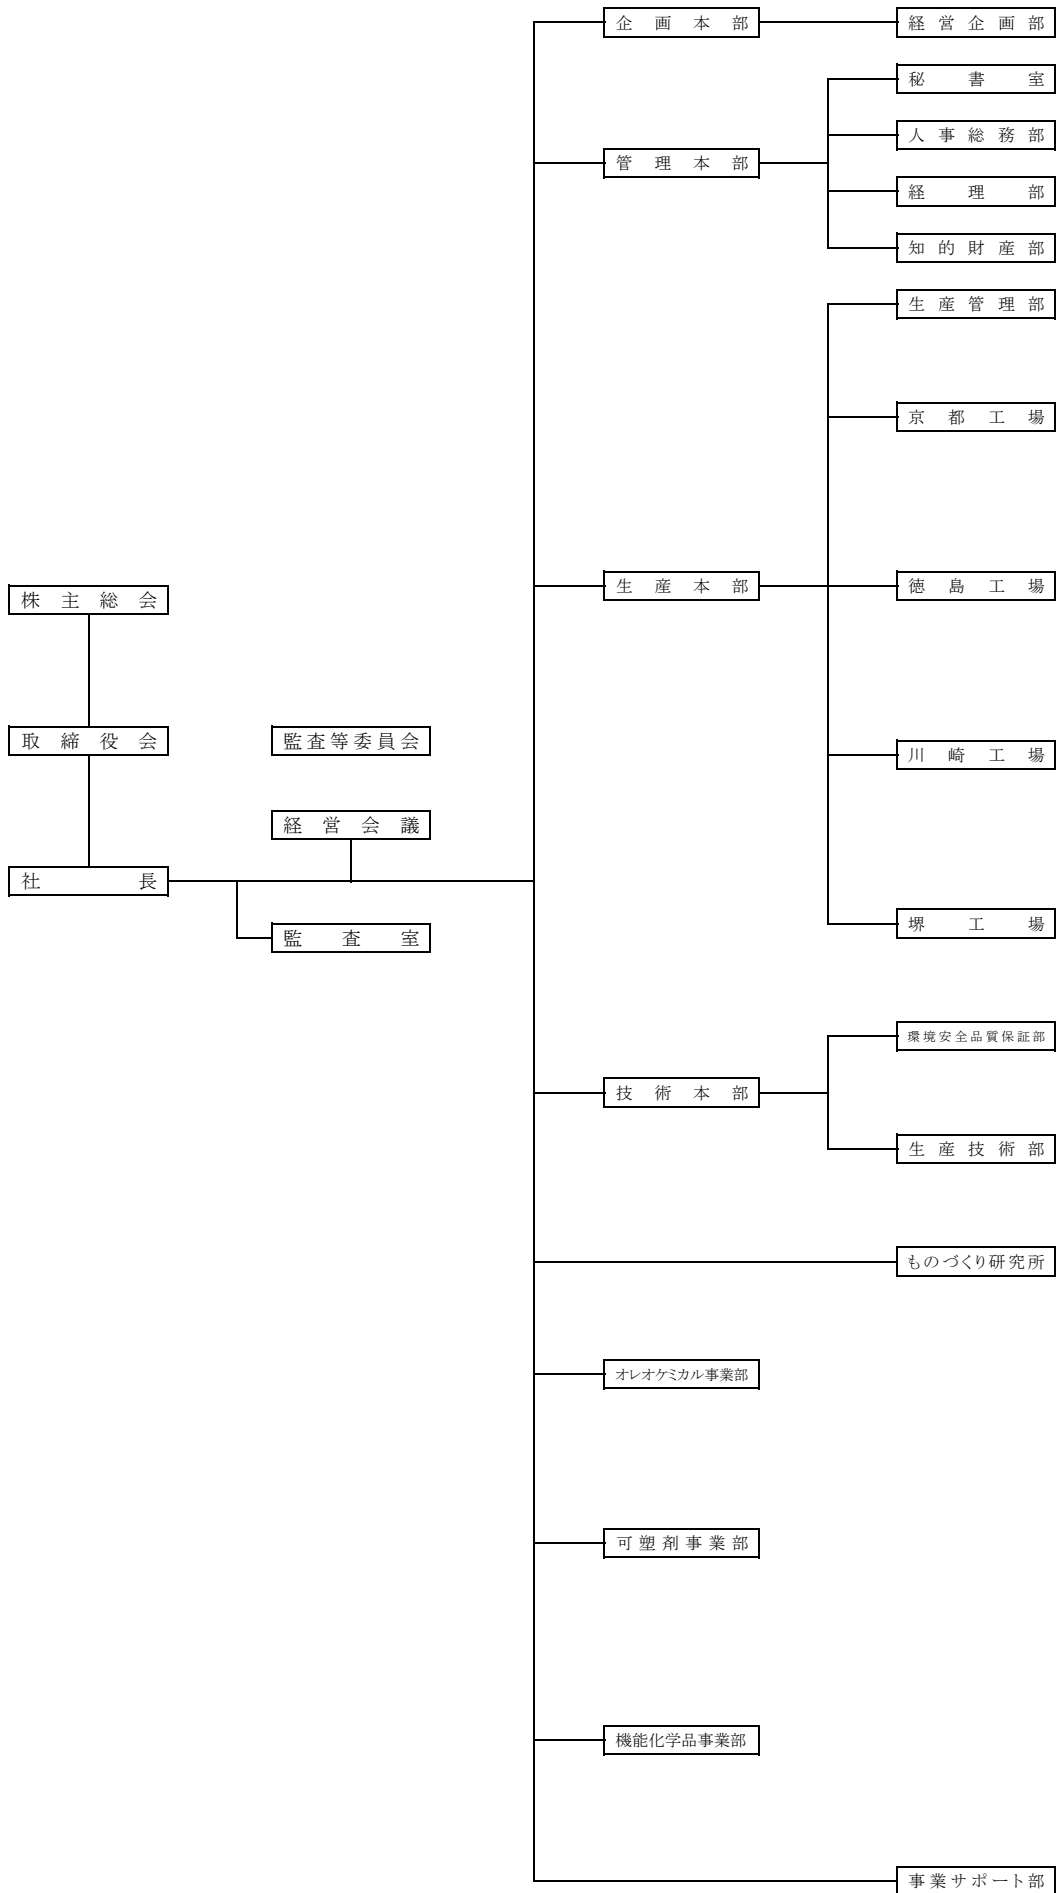 企画本部
経営企画部
秘書室
人事総務部
管理本部
経理部
知的財産部
生産管理部
京都工場
生産本部
徳島工場
株主総会
取締役会
監査等委員会
川崎工場
経営会議
社長
堺工場
監査室
環境安全品質保証部
技術本部
生産技術部
ものづくり研究所
オレオケミカル事業部
可塑剤事業部
機能化学品事業部
事業サポート部